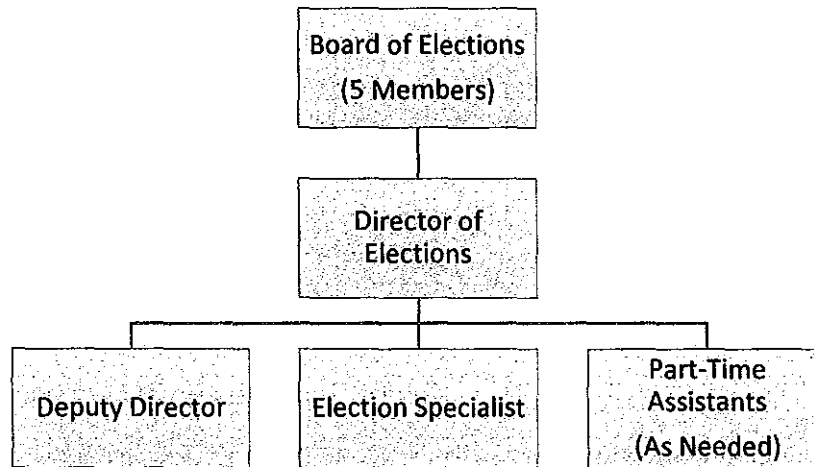 Board of Elections
(5 Members)
Director of
Elections
Deputy Director
Election Specialist
Part-Time
Assistants
(As Needed)